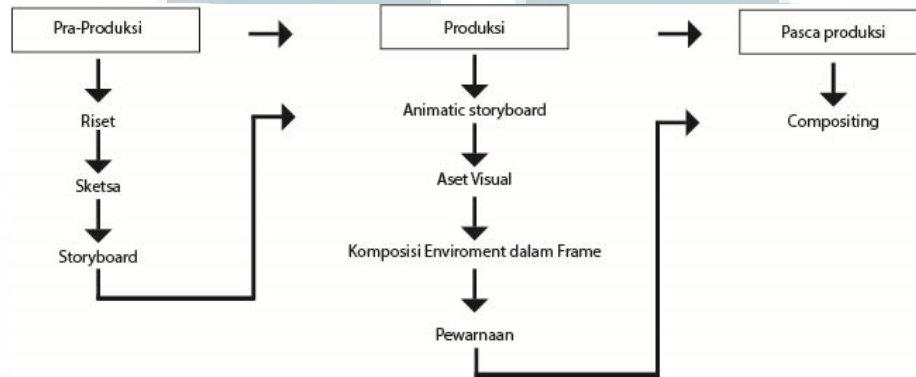 Pra-Produksi
Riset
Sketsa
Storyboard
Produksi
Animatic storyboard
Aset Visual
Komposisi Enviroment dalam Frame
Pewarnaan
Pasca produksi
Compositing